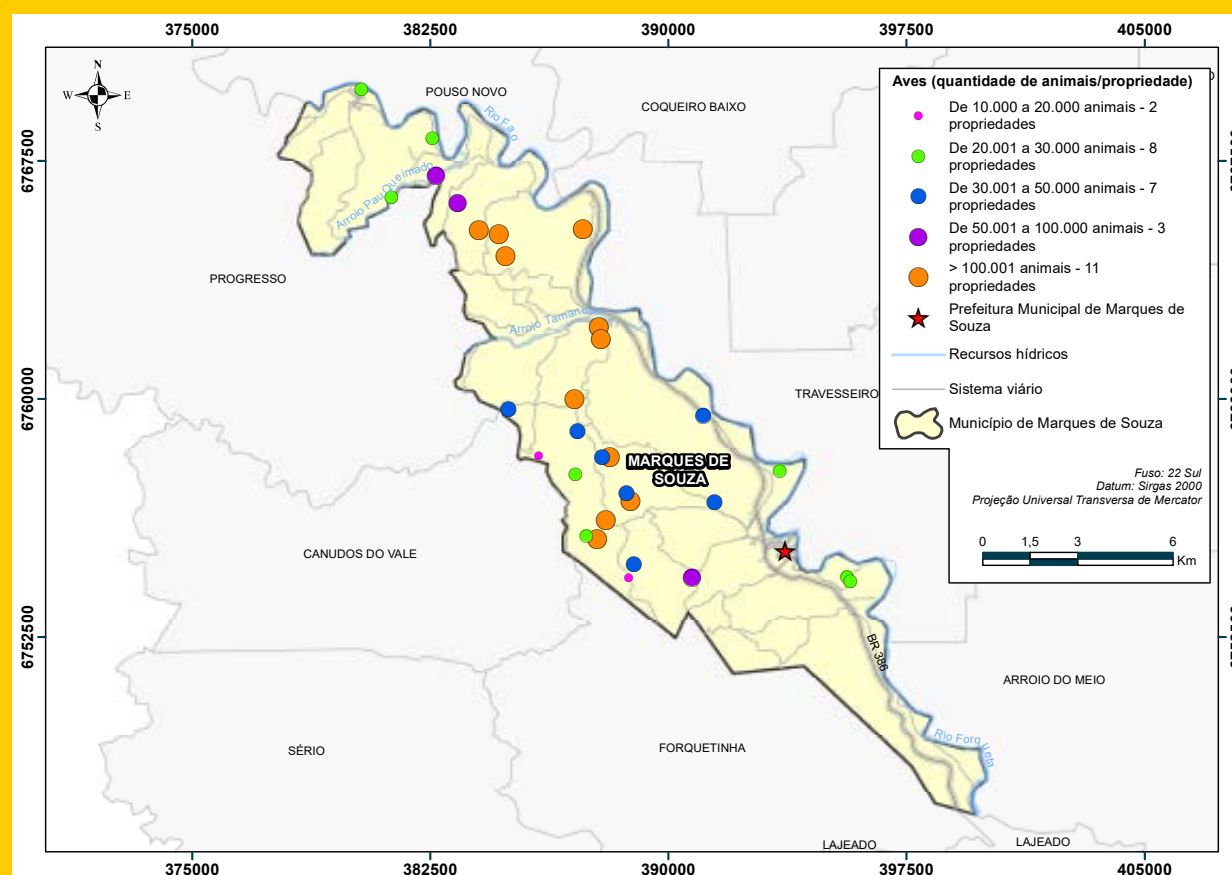 375000
382500
390000
397500
405000
N
W
E
S
POUSO NOVO
COQUEIRO BAIXO
Rio Fão
Arroio Pau Queimado
PROGRESSO
Arroio
TRAVESSEIRO
MARQUES DE
SOUZA
CANUDOS DO VALE
BR 386
ARROIO DO MEIO
SÉRIO
FORQUETINHA
Rio Forqueta
LAJEADO
LAJEADO
6767500
6760000
6752500
Aves (quantidade de animais/propriedade)
De 10.000 a 20.000 animais - 2
propriedades
De 20.001 a 30.000 animais - 8
propriedades
De 30.001 a 50.000 animais - 7
propriedades
De 50.001 a 100.000 animais - 3
propriedades
> 100.001 animais - 11
propriedades
Prefeitura Municipal de Marques de
Souza
Recursos hídricos
Sistema viário
Município de Marques de Souza
Fuso: 22 Sul
Datum: Sirgas 2000
Projeção Universal Transversa de Mercator
0 1,5 3 6
Km
375000
382500
390000
397500
405000